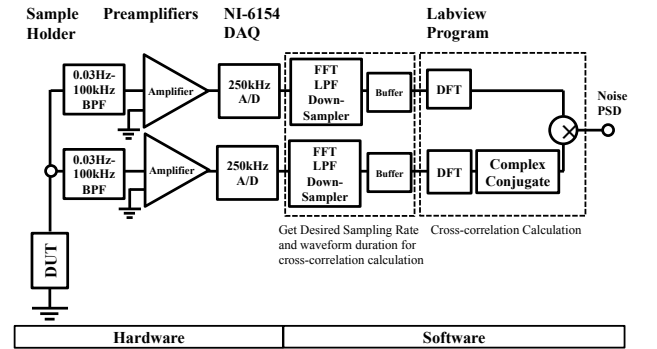 Sample
Holder
Preamplifiers
NI-6154
DAQ
Labview
Program
0.03Hz-
100kHz
BPF
Amplifier
250kHz
A/D
FFT
LPF
Down-
Sampler
Buffer
DFT
Noise
PSD
0.03Hz-
100kHz
BPF
Amplifier
250kHz
A/D
FFT
LPF
Down-
Sampler
Buffer
DFT
Complex
Conjugate
DUT
Get Desired Sampling Rate
and waveform duration for
cross-correlation calculation
Cross-correlation Calculation
Hardware
Software